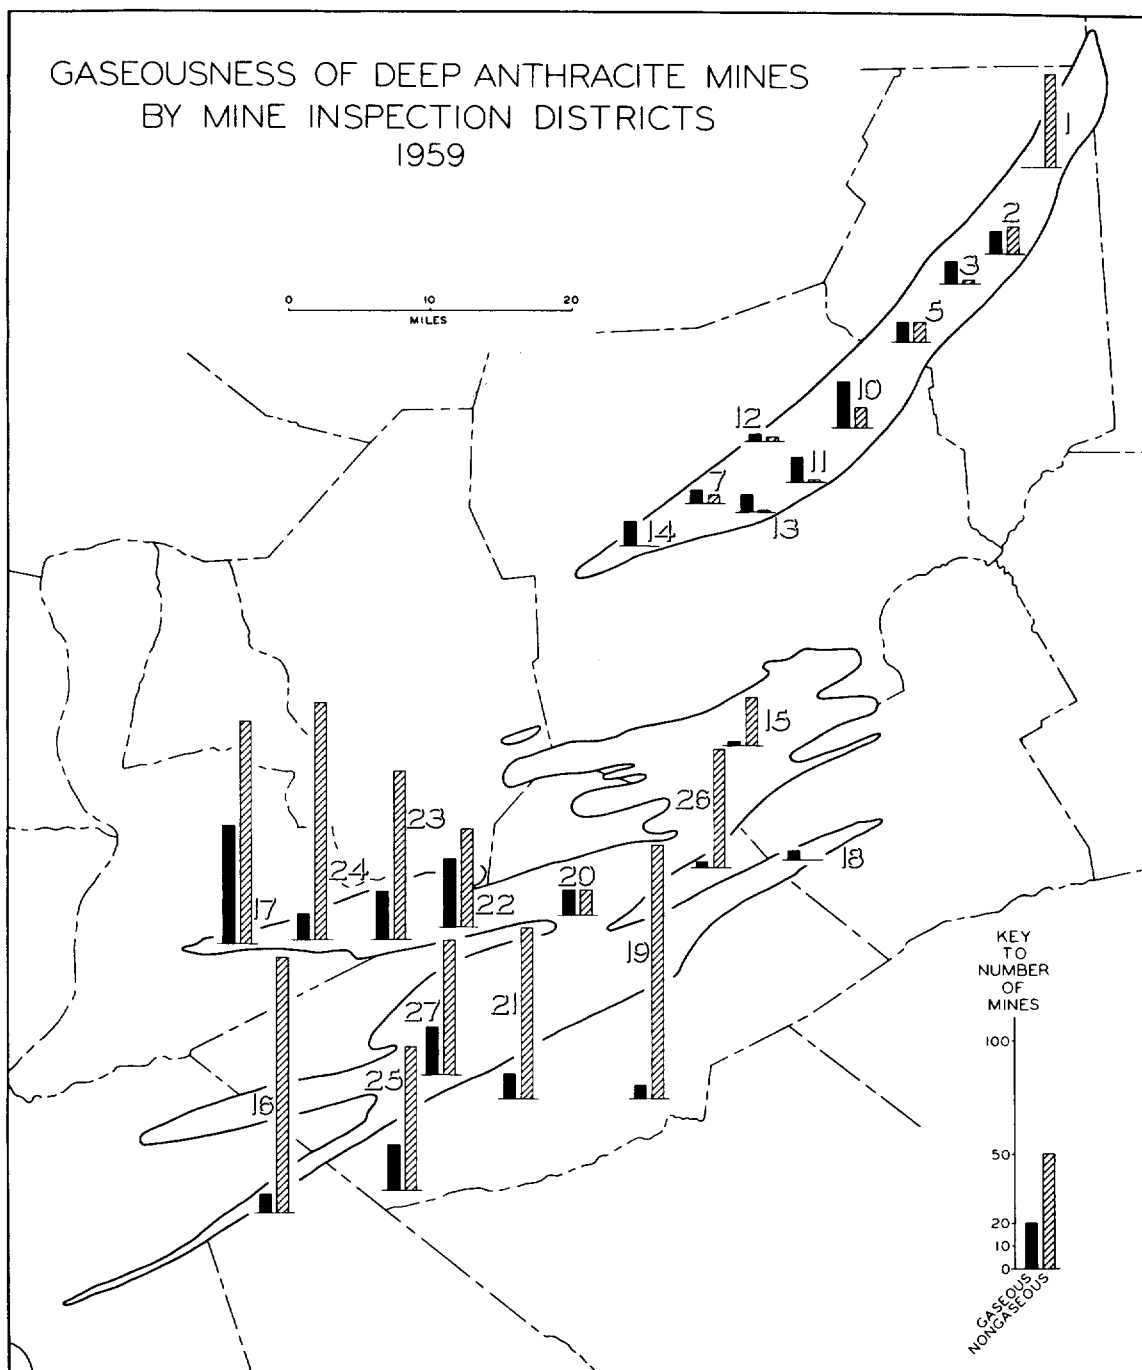 GASEOUSNESS OF DEEP ANTHRACITE MINES
BY MINE INSPECTION DISTRICTS
1959
1
2
3
0 10 20
MILES
5
10
12
11
7
14
13
15
26
23
18
24
20
17
22
19
KEY
TO
NUMBER
OF
MINES
21
27
100
25
16
50
20
10
0
GASEOUS
NONGASEOUS